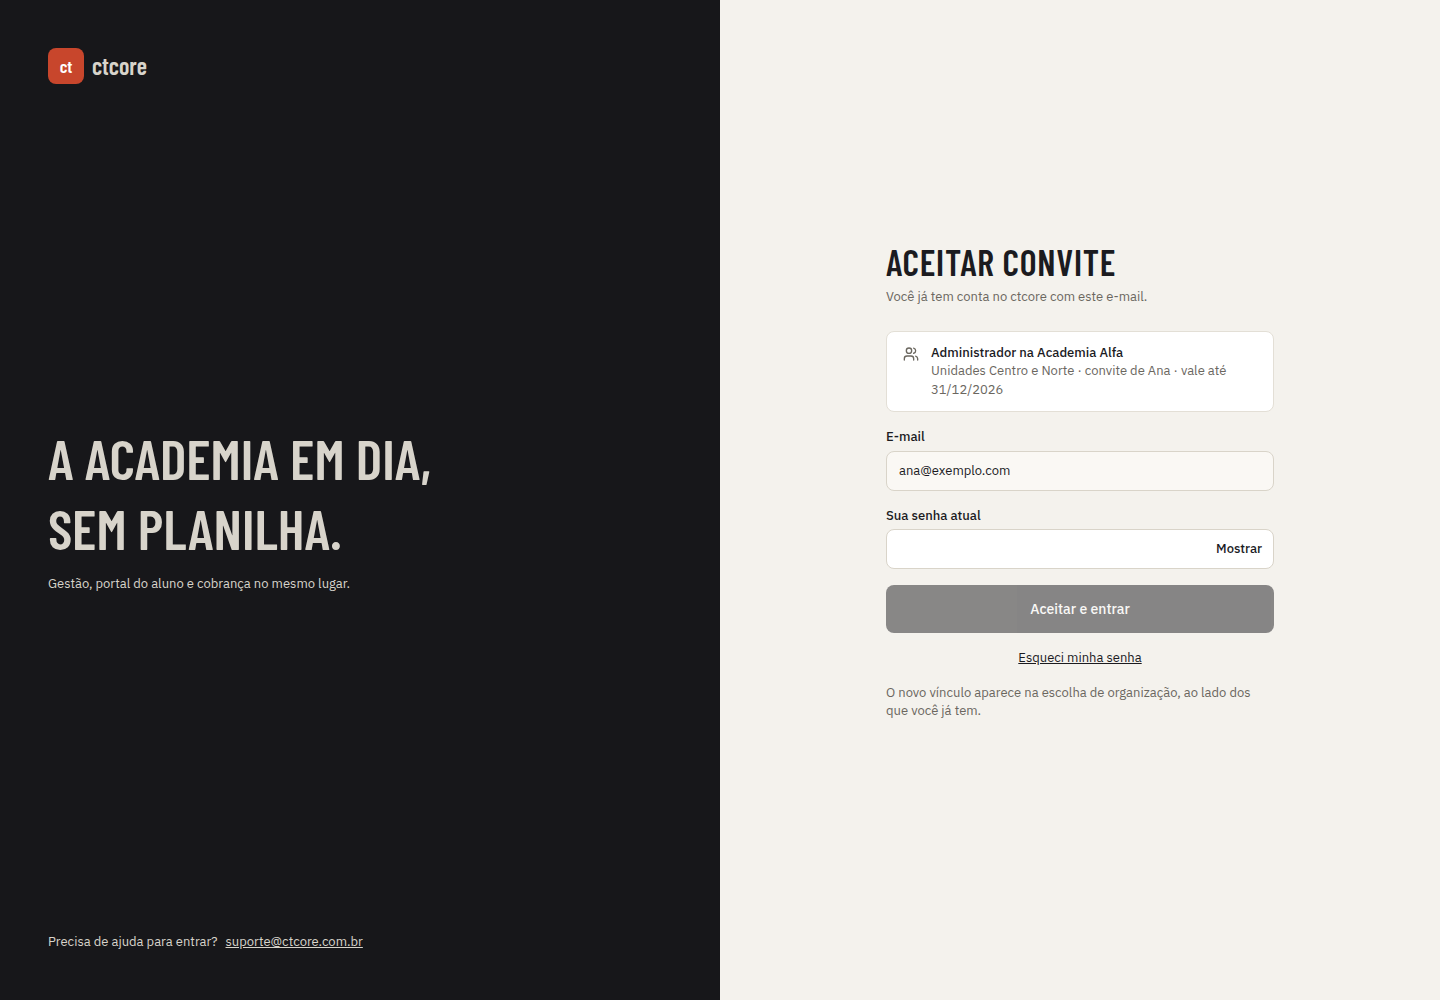 ct ctcore
A ACADEMIA EM DIA,
SEM PLANILHA.
Gestão, portal do aluno e cobrança no mesmo lugar.
Precisa de ajuda para entrar? suporte@ctcore.com.br
ACEITAR CONVITE
Você já tem conta no ctcore com este e-mail.
Administrador na Academia Alfa
Unidades Centro e Norte · convite de Ana · vale até
31/12/2026
E-mail
ana@exemplo.com
Sua senha atual
Mostrar
Aceitar e entrar
Esqueci minha senha
O novo vínculo aparece na escolha de organização, ao lado dos
que você já tem.